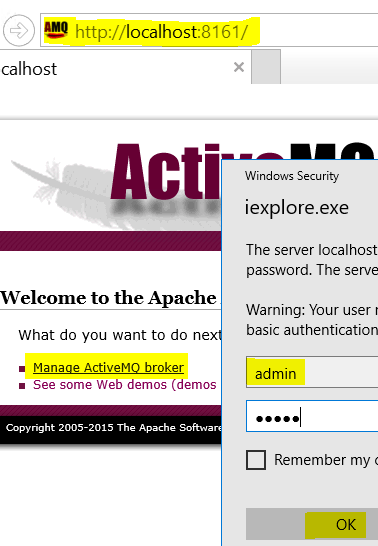 AMQ
http://localhost:8161/
calhost
Windows Security
iexplore.exe
The server localhost
password. The serve
Warning: Your user
basic authentication
Welcome to the Apache
What do you want to do next
Manage ActiveMQ broker
See some Web demos (demos
admin
•••••
Remember my
OK
Copyright 2005-2015 The Apache Software